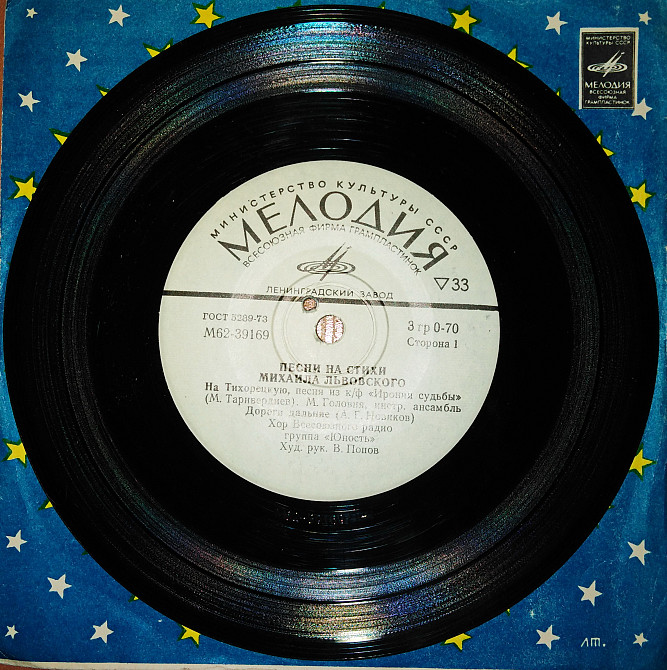 МИНИСТЕРСТВО
КУЛЬТУРЫ СССР
МЕЛОДИЯ
ВСЕСОЮЗНАЯ
ФИРМА
ГРАМПЛАСТИНОК
МИНИСТЕРСТВО КУЛЬТУРЫ СССР
МЕЛОДИЯ
ВСЕСОЮЗНАЯ ФИРМА ГРАМПЛАСТИНОК
ЛЕНИНГРАДСКИЙ ЗАВОД
▽33
ГОСТ 5289-73
М62-39169
3 гр 0-70
Сторона 1
ПЕСНИ НА СТИХИ
МИХАИЛА ЛЬВОВСКОГО
На Тихорецкую, песня из к/ф «Ирония судьбы»
(М. Таривердиев). М. Головня, инстр. ансамбль
Дороги дальние (А. Г. Новиков)
Хор Всесоюзного радио
группа «Юность»
Худ. рук. В. Попов
лт.